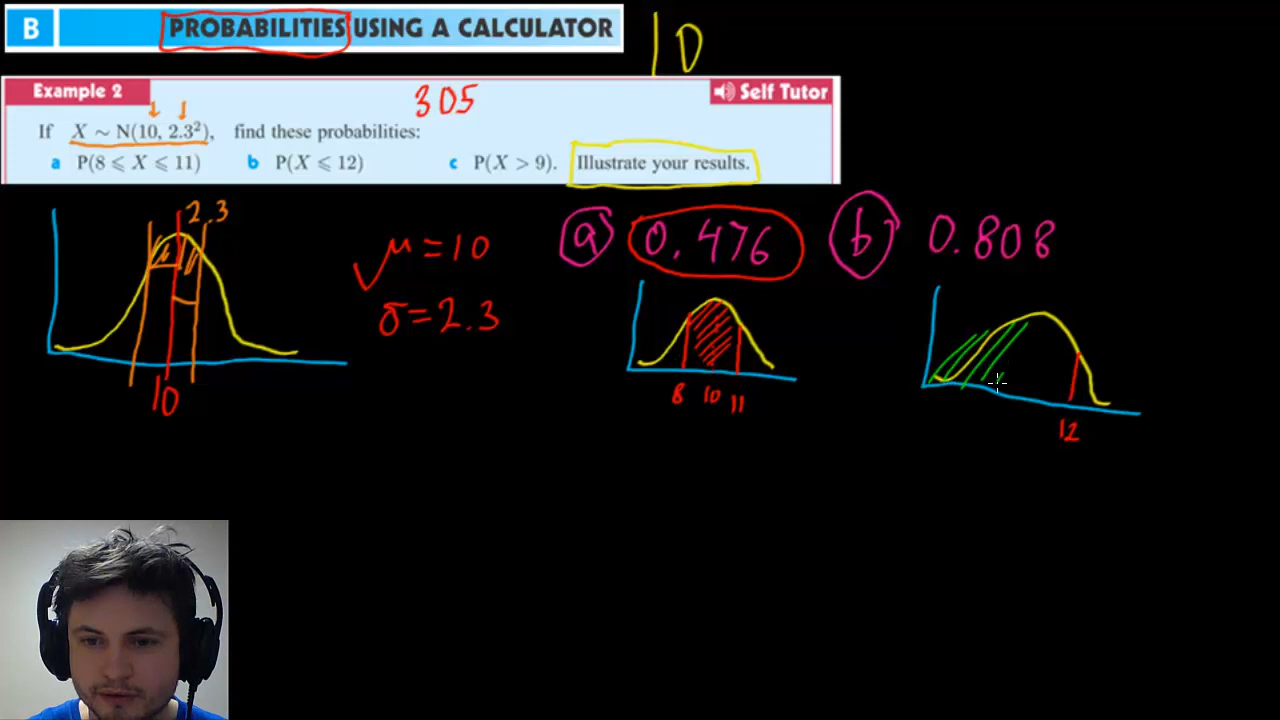 B PROBABILITIES USING A CALCULATOR
10
Example 2
305
Self Tutor
If X ~ N(10, 2.3²), find these probabilities:
a P(8 ⩽ X ⩽ 11) b P(X ⩽ 12) c P(X > 9). Illustrate your results.
2.3
μ = 10
σ = 2.3
10
a 0.476
8 10 11
b 0.808
12